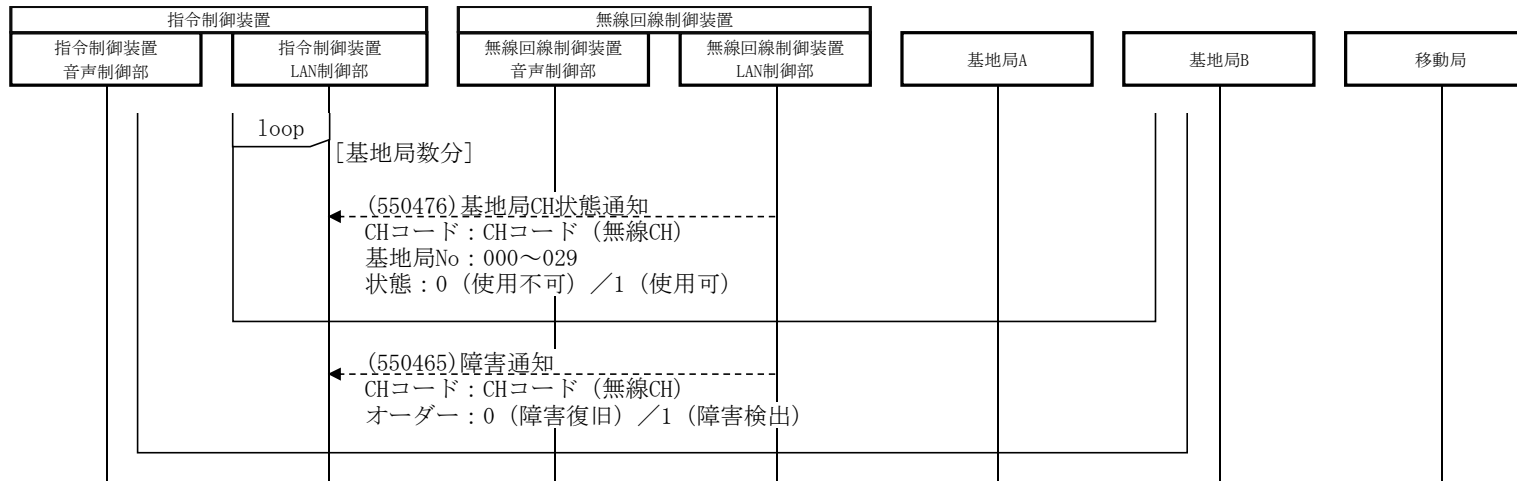 指令制御装置
無線回線制御装置
指令制御装置
音声制御部
指令制御装置
LAN制御部
無線回線制御装置
音声制御部
無線回線制御装置
LAN制御部
基地局A
基地局B
移動局
loop
[基地局数分]
(550476)基地局CH状態通知
CHコード：CHコード（無線CH）
基地局No：000～029
状態：0（使用不可）／1（使用可）
(550465)障害通知
CHコード：CHコード（無線CH）
オーダー：0（障害復旧）／1（障害検出）